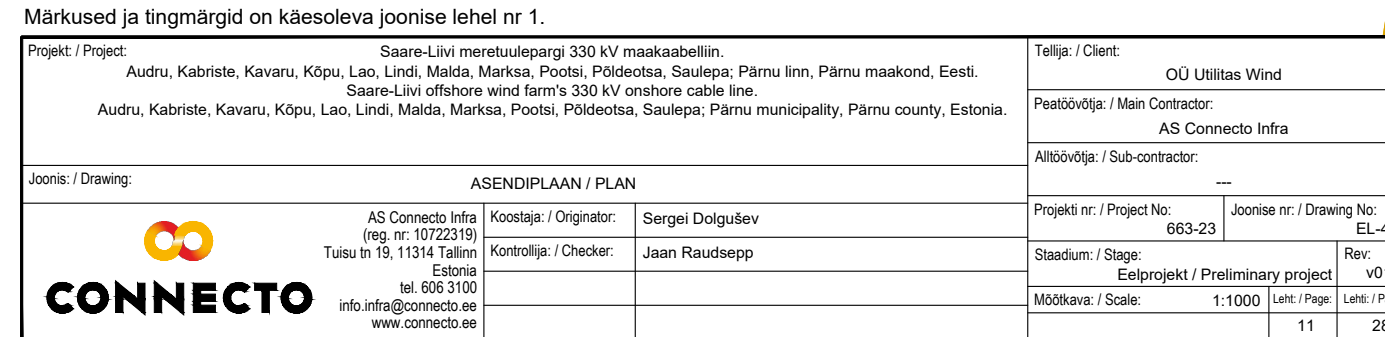 Märkused ja tingmärgid on käesoleva joonise lehel nr 1.
Projekt: / Project:
Saare-Liivi meretuulepargi 330 kV maakaabelliin.
Audru, Kabriste, Kavaru, Kõpu, Lao, Lindi, Malda, Marksa, Pootsi, Põldeotsa, Saulepa; Pärnu linn, Pärnu maakond, Eesti.
Saare-Liivi offshore wind farm's 330 kV onshore cable line.
Audru, Kabriste, Kavaru, Kõpu, Lao, Lindi, Malda, Marksa, Pootsi, Põldeotsa, Saulepa; Pärnu municipality, Pärnu county, Estonia.
Tellija: / Client:
OÜ Utilitas Wind
Peatöövõtja: / Main Contractor:
AS Connecto Infra
Alltöövõtja: / Sub-contractor:
---
Joonis: / Drawing:
ASENDIPLAAN / PLAN
CONNECTO
AS Connecto Infra
(reg. nr: 10722319)
Tuisu tn 19, 11314 Tallinn
Estonia
tel. 606 3100
info.infra@connecto.ee
www.connecto.ee
Koostaja: / Originator:
Sergei Dolgušev
Kontrollija: / Checker:
Jaan Raudsepp
Projekti nr: / Project No:
663-23
Joonise nr: / Drawing No:
Staadium: / Stage:
Eelprojekt / Preliminary project
Rev:
Mõõtkava: / Scale:
1:1000
Leht: / Page:
11
Lehti: /